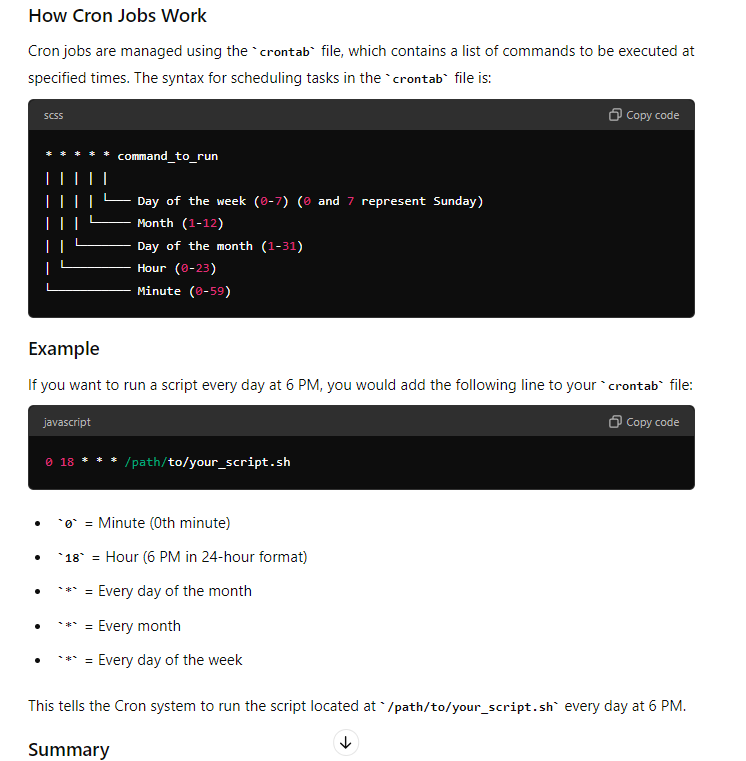 How Cron Jobs Work
Cron jobs are managed using the `crontab` file, which contains a list of commands to be executed at
specified times. The syntax for scheduling tasks in the `crontab` file is:
scss
Copy code
* * * * * command_to_run
| | | | |
| | | | └── Day of the week (0-7) (0 and 7 represent Sunday)
| | | └──── Month (1-12)
| | └────── Day of the month (1-31)
| └──────── Hour (0-23)
└────────── Minute (0-59)
Example
If you want to run a script every day at 6 PM, you would add the following line to your `crontab` file:
javascript
Copy code
0 18 * * * /path/to/your_script.sh
• `0` = Minute (0th minute)
• `18` = Hour (6 PM in 24-hour format)
• `*` = Every day of the month
• `*` = Every month
• `*` = Every day of the week
This tells the Cron system to run the script located at `/path/to/your_script.sh` every day at 6 PM.
Summary